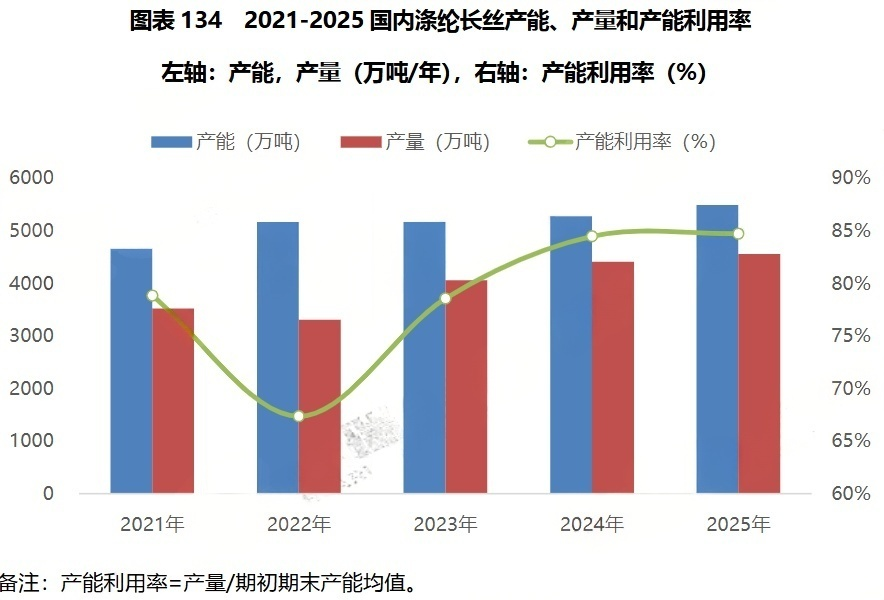 图表 134 2021-2025 国内涤纶长丝产能、产量和产能利用率
左轴：产能，产量（万吨/年），右轴：产能利用率（%）
产能（万吨） 产量（万吨） 产能利用率（%）
6000 90%
5000 85%
4000 80%
3000 75%
2000 70%
1000 65%
0 60%
2021年 2022年 2023年 2024年 2025年
备注：产能利用率=产量/期初期末产能均值。